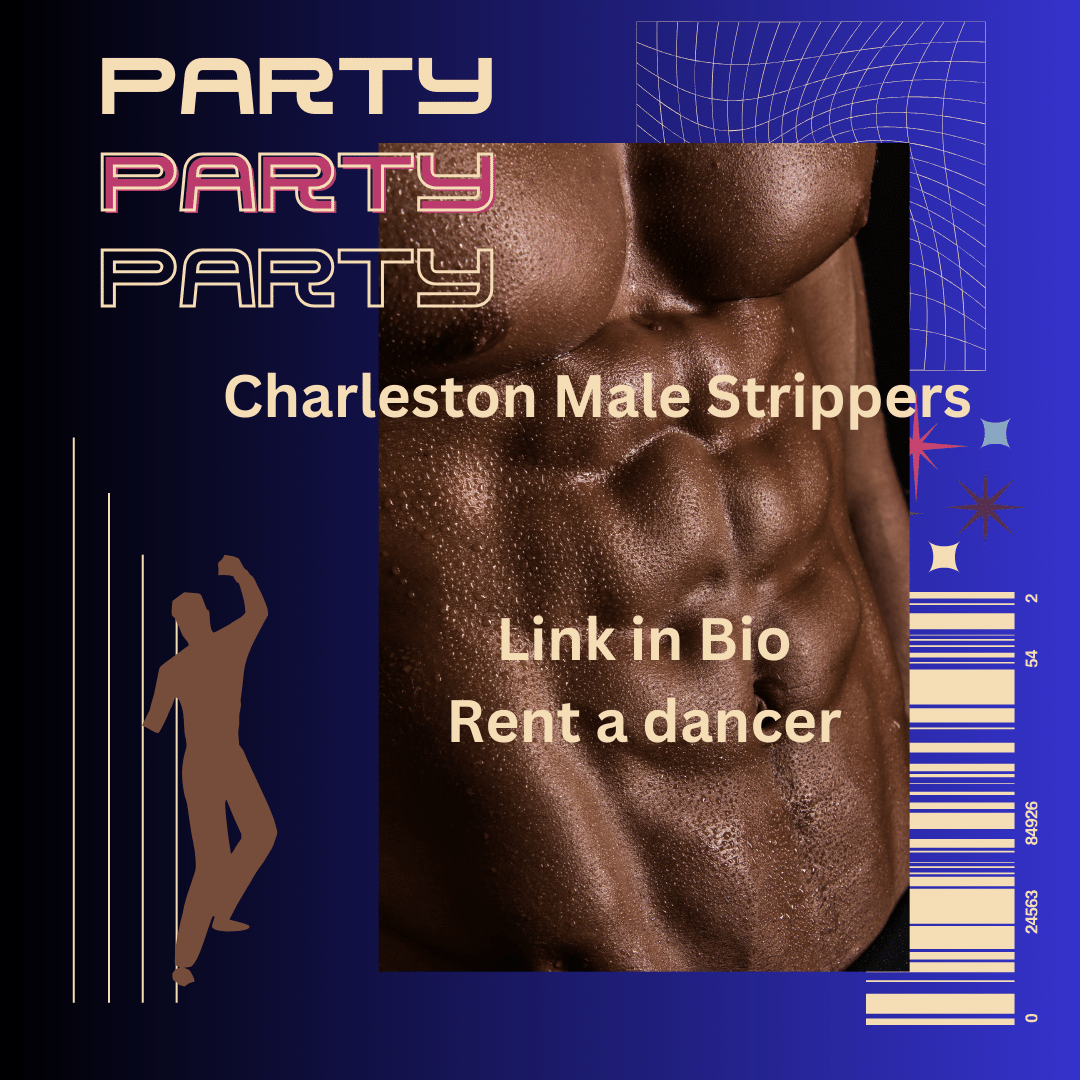 PARTY
PARTY
PARTY
Charleston Male Strippers
Link in Bio
Rent a dancer
2
54
84926
24563
0